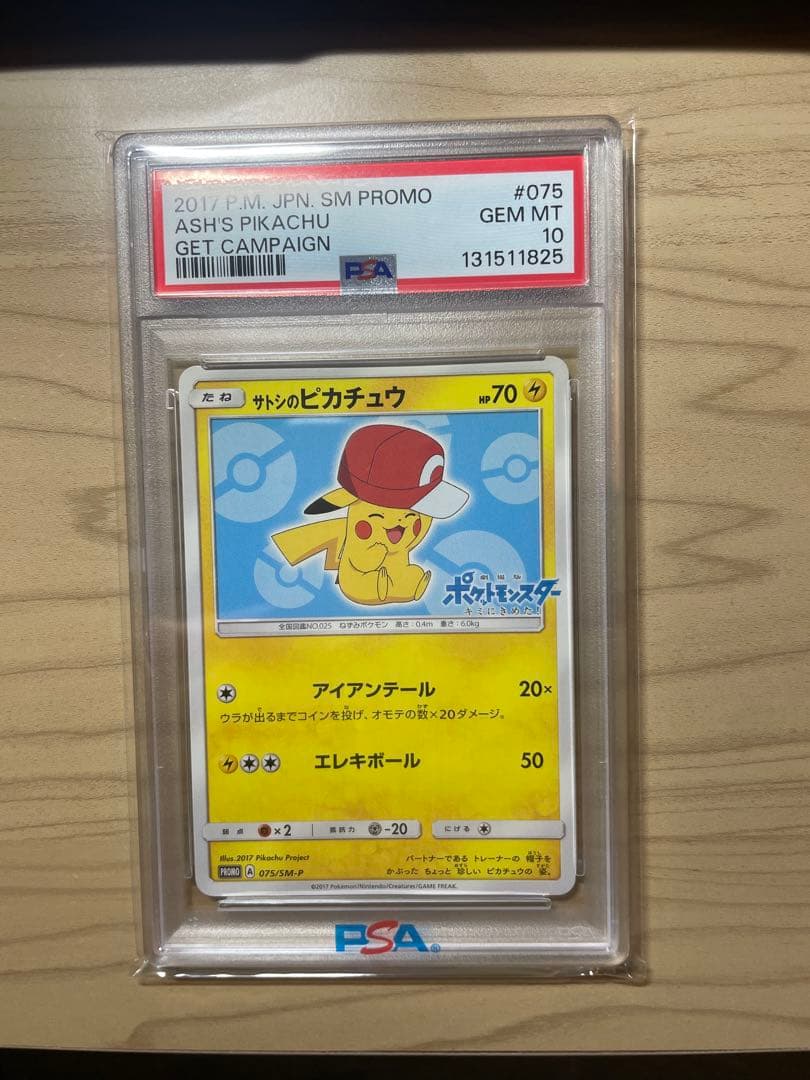 2017 P.M. JPN. SM PROMO #075
ASH'S PIKACHU GEM MT
GET CAMPAIGN 10
PSA 131511825
たね サトシのピカチュウ HP70
劇場版
ポケットモンスター
キミにきめた!
全国図鑑NO.025 ねずみポケモン 高さ:0.4m 重さ:6.0kg
アイアンテール 20×
ウラが出るまでコインを投げ、オモテの数×20ダメージ。
エレキボール 50
弱点 ×2 抵抗力 -20 にげる
Illus.2017 Pikachu Project
PROMO A 075/SM-P
パートナーである トレーナーの 帽子を
かぶった ちょっと 珍しい ピカチュウの 姿。
©2017 Pokémon/Nintendo/Creatures/GAME FREAK.
PSA®